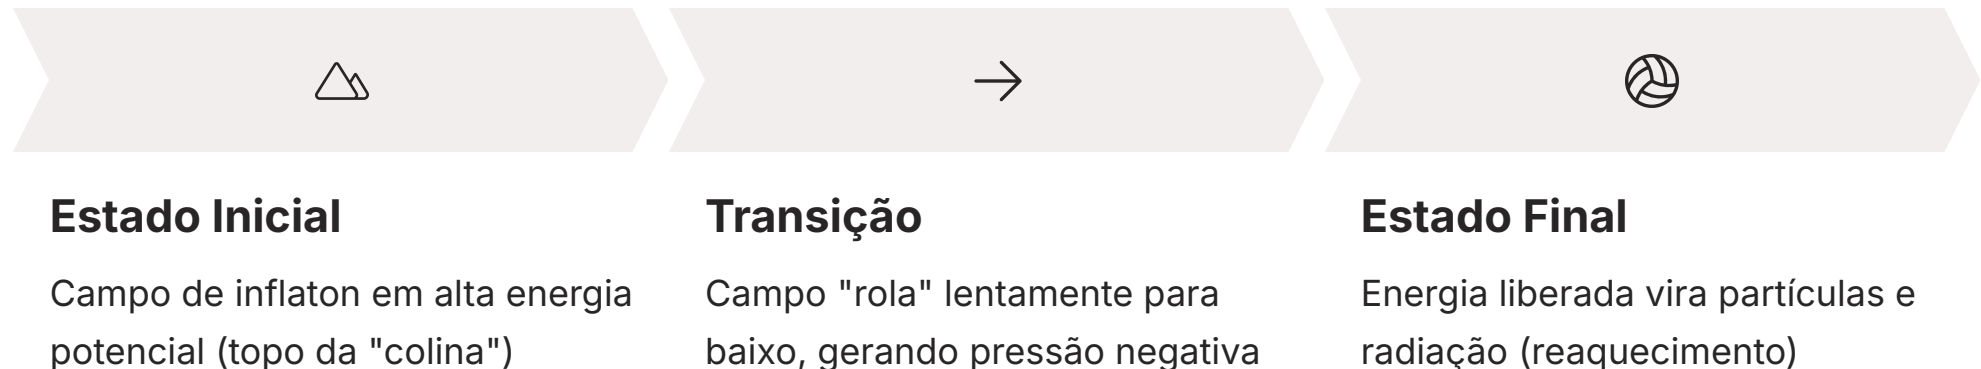 Estado Inicial
Campo de inflaton em alta energia
potencial (topo da "colina")
Transição
Campo "rola" lentamente para
baixo, gerando pressão negativa
Estado Final
Energia liberada vira partículas e
radiação (reaquecimento)